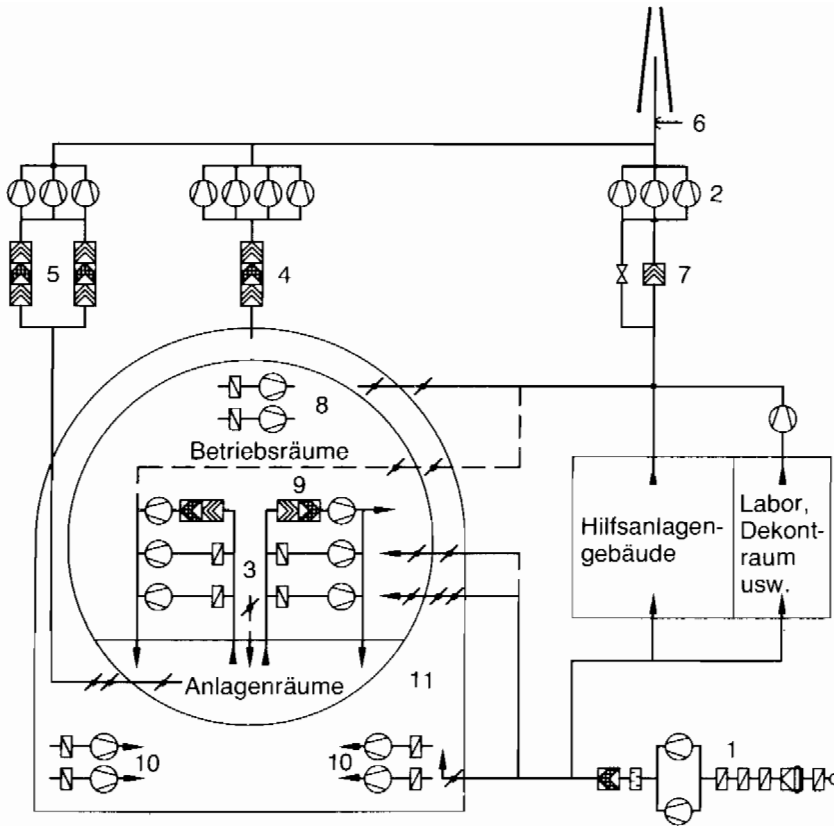 6
2
5
4
7
8
Betriebsräume
9
Hilfsanlagen-
gebäude
Labor,
Dekont-
raum
usw.
3
Anlagenräume
11
10
10
1